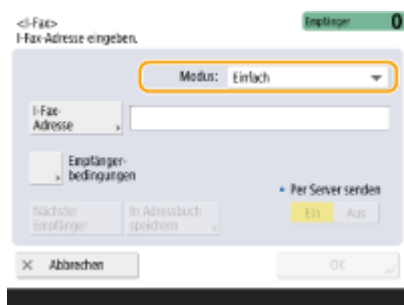 <I-Fax>
I-Fax-Adresse eingeben.
Empfänger 0
Modus: Einfach
I-Fax-
Adresse
Empfänger-
bedingungen
Per Server senden
Nächster
Empfänger
In Adressbuch
speichern
Ein Aus
Abbrechen
OK